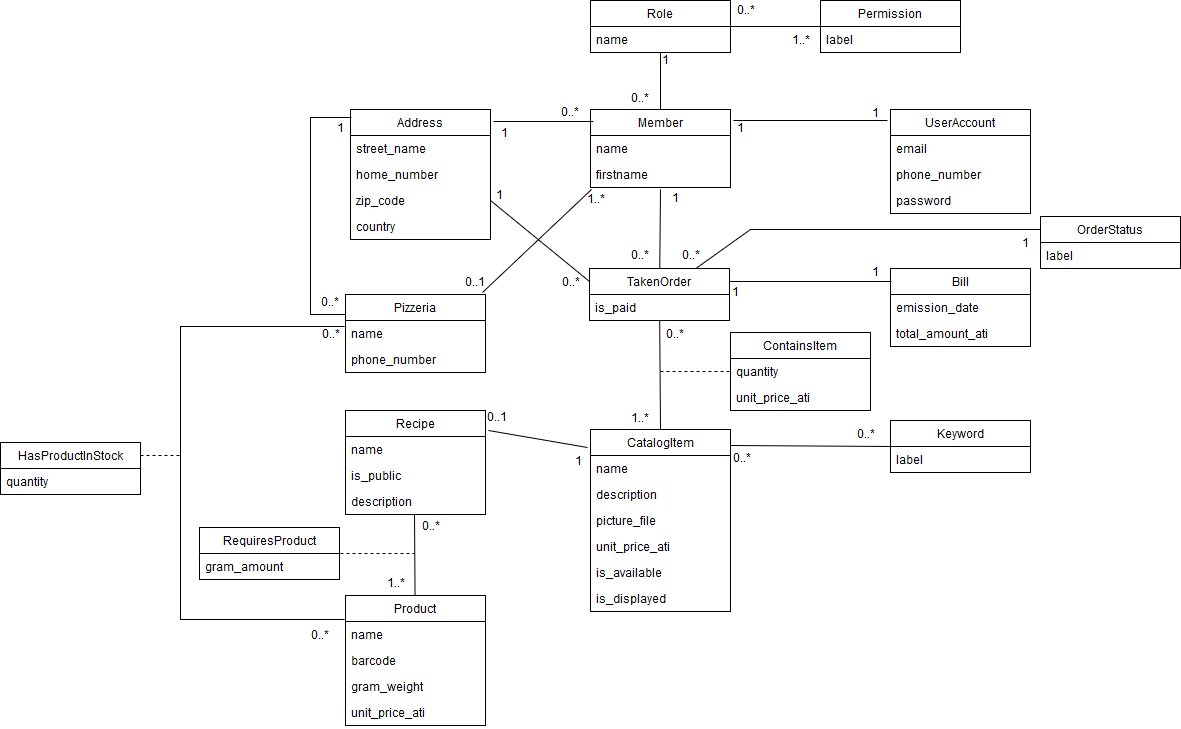 Role
name
0..*
1..*
Permission
label
1
0..*
Address
street_name
home_number
zip_code
country
1
1
0..*
1
Member
name
firstname
1
1
UserAccount
email
phone_number
password
1..*
1
0..1
0..*
0..*
0..*
1
OrderStatus
label
TakenOrder
is_paid
1
1
Bill
emission_date
total_amount_ati
0..*
0..*
Pizzeria
name
phone_number
0..*
ContainsItem
quantity
unit_price_ati
1..*
Recipe
name
is_public
description
0..1
1
CatalogItem
name
description
picture_file
unit_price_ati
is_available
is_displayed
0..*
0..*
Keyword
label
HasProductInStock
quantity
0..*
RequiresProduct
gram_amount
1..*
0..*
Product
name
barcode
gram_weight
unit_price_ati